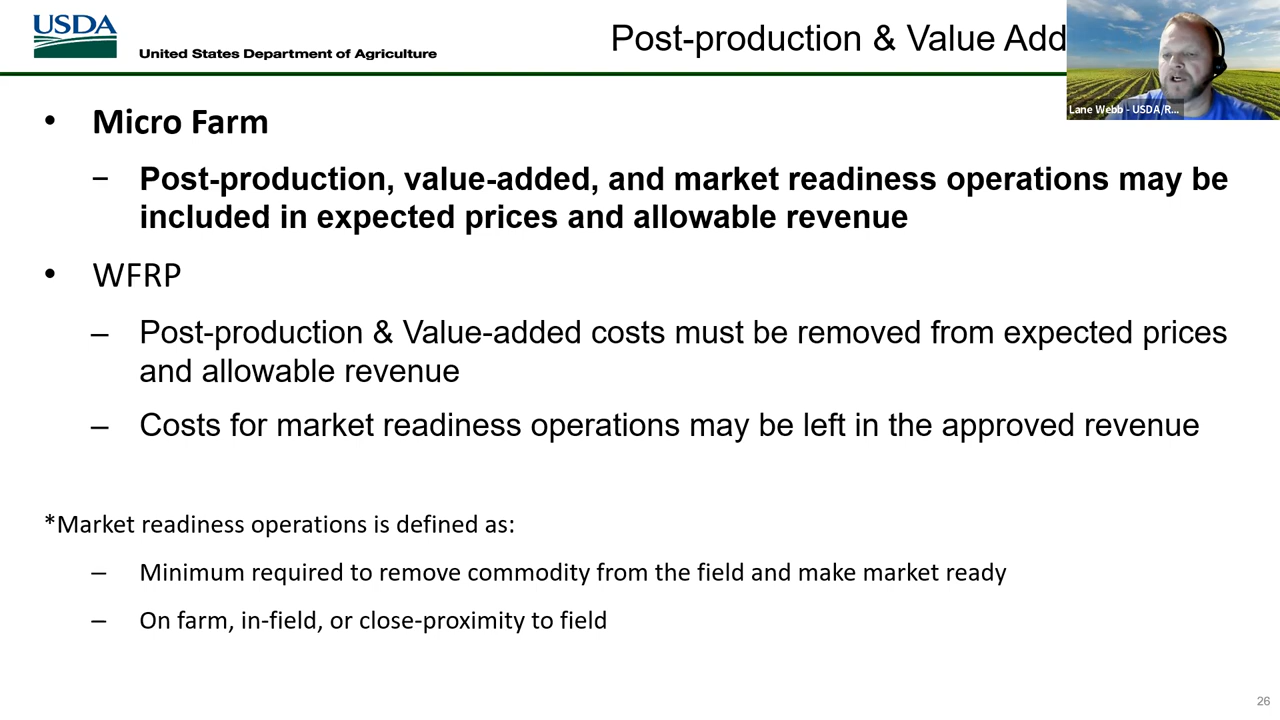 USDA
United States Department of Agriculture
Post-production & Value Add
Lane Webb - USDA/R...
• Micro Farm
− Post-production, value-added, and market readiness operations may be
included in expected prices and allowable revenue
• WFRP
– Post-production & Value-added costs must be removed from expected prices
and allowable revenue
– Costs for market readiness operations may be left in the approved revenue
*Market readiness operations is defined as:
– Minimum required to remove commodity from the field and make market ready
– On farm, in-field, or close-proximity to field
26